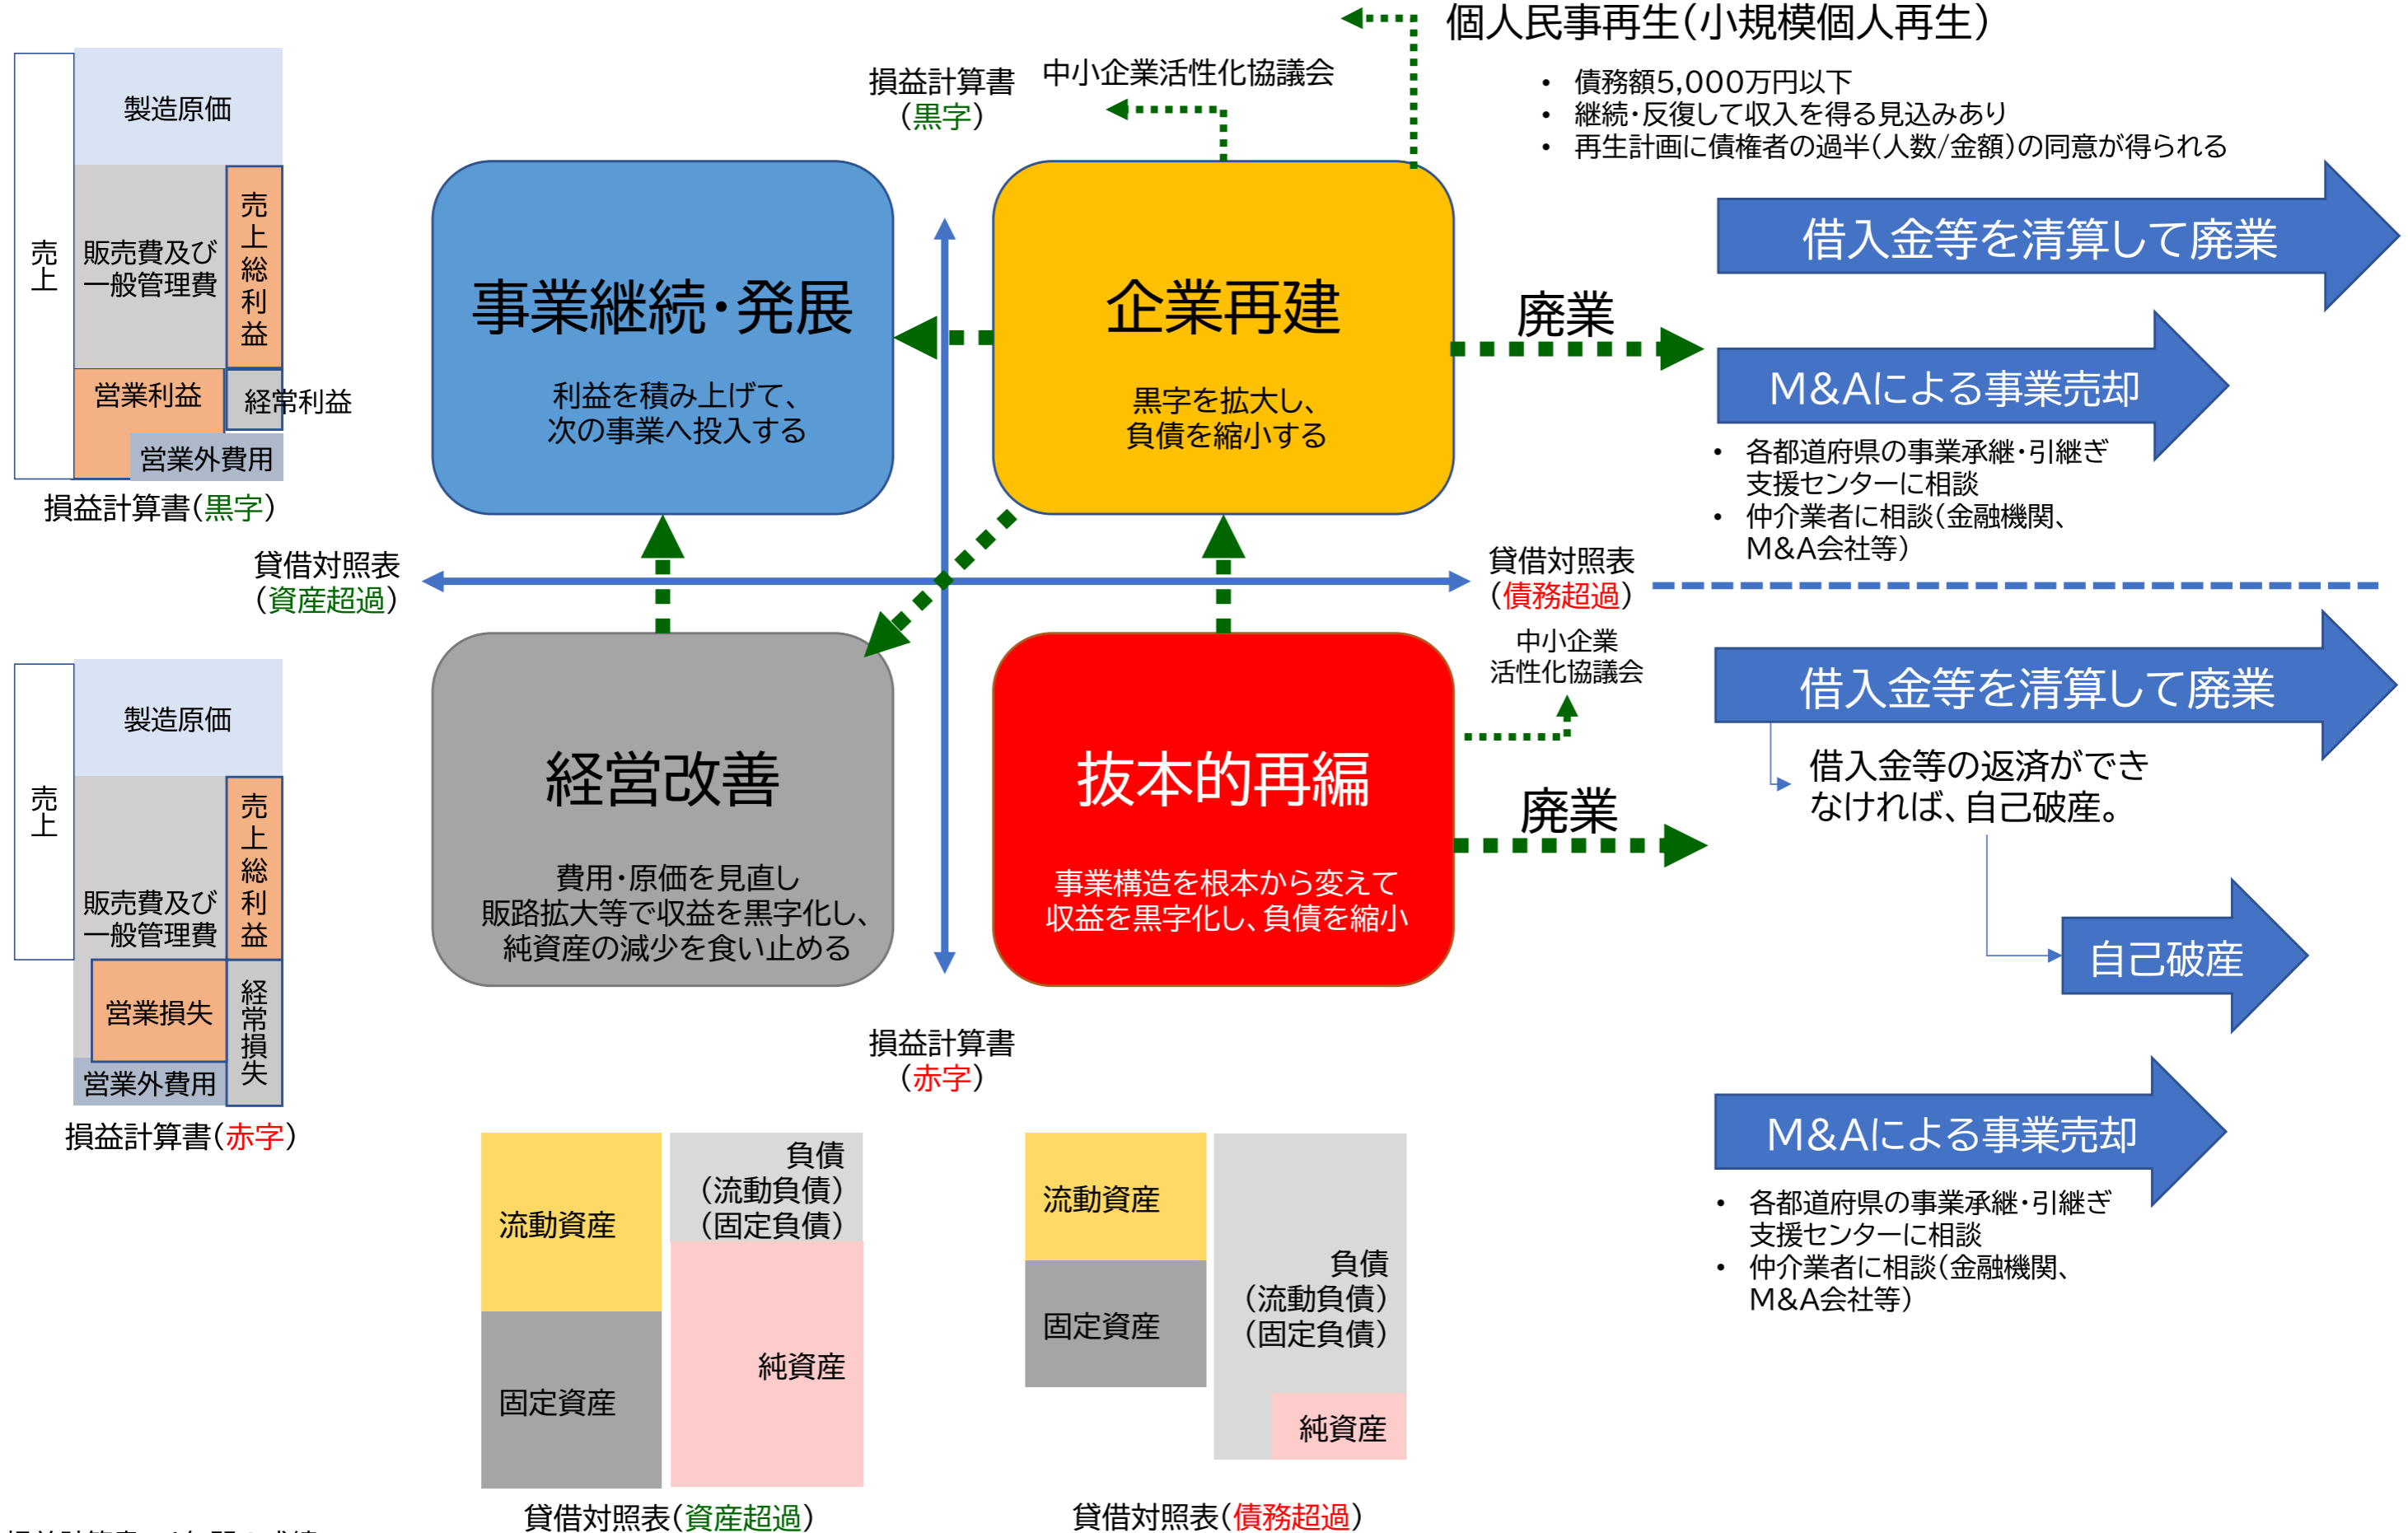 個人民事再生（小規模個人再生）
• 債務額5,000万円以下
• 継続・反復して収入を得る見込みあり
• 再生計画に債権者の過半（人数/金額）の同意が得られる
中小企業活性化協議会
損益計算書
（黒字）
製造原価
売上
販売費及び
一般管理費
売上総利益
営業利益
経常利益
営業外費用
損益計算書（黒字）
事業継続・発展
利益を積み上げて、
次の事業へ投入する
企業再建
黒字を拡大し、
負債を縮小する
廃業
借入金等を清算して廃業
M&Aによる事業売却
• 各都道府県の事業承継・引継ぎ
支援センターに相談
• 仲介業者に相談（金融機関、
M&A会社等）
貸借対照表
（資産超過）
貸借対照表
（債務超過）
中小企業
活性化協議会
製造原価
売上
販売費及び
一般管理費
売上総利益
営業損失
経常損失
営業外費用
損益計算書（赤字）
経営改善
費用・原価を見直し
販路拡大等で収益を黒字化し、
純資産の減少を食い止める
抜本的再編
事業構造を根本から変えて
収益を黒字化し、負債を縮小
廃業
借入金等を清算して廃業
借入金等の返済ができ
なければ、自己破産。
自己破産
M&Aによる事業売却
• 各都道府県の事業承継・引継ぎ
支援センターに相談
• 仲介業者に相談（金融機関、
M&A会社等）
損益計算書
（赤字）
流動資産
固定資産
負債
（流動負債）
（固定負債）
純資産
貸借対照表（資産超過）
流動資産
固定資産
負債
（流動負債）
（固定負債）
純資産
貸借対照表（債務超過）